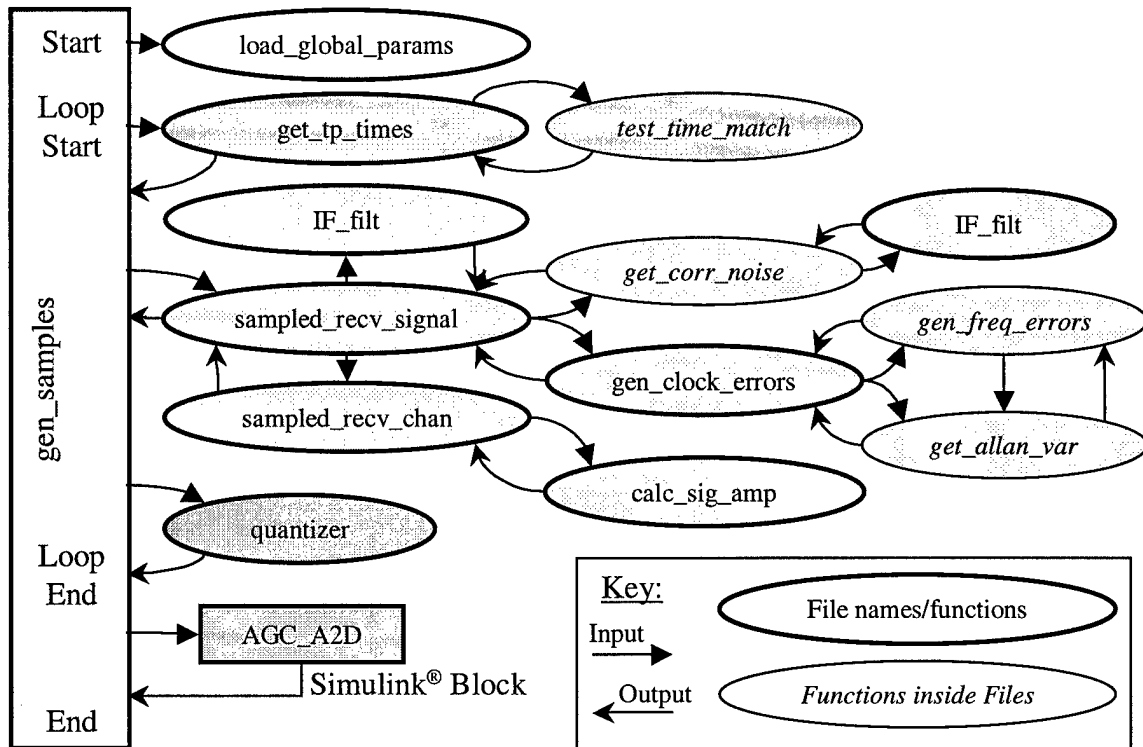 Start
load_global_params
Loop
Start
get_tp_times
test_time_match
IF_filt
IF_filt
get_corr_noise
gen_samples
sampled_recv_signal
gen_freq_errors
gen_clock_errors
sampled_recv_chan
get_allan_var
calc_sig_amp
quantizer
Loop
End
AGC_A2D
Simulink® Block
End
Key:
File names/functions
Input
Output
Functions inside Files